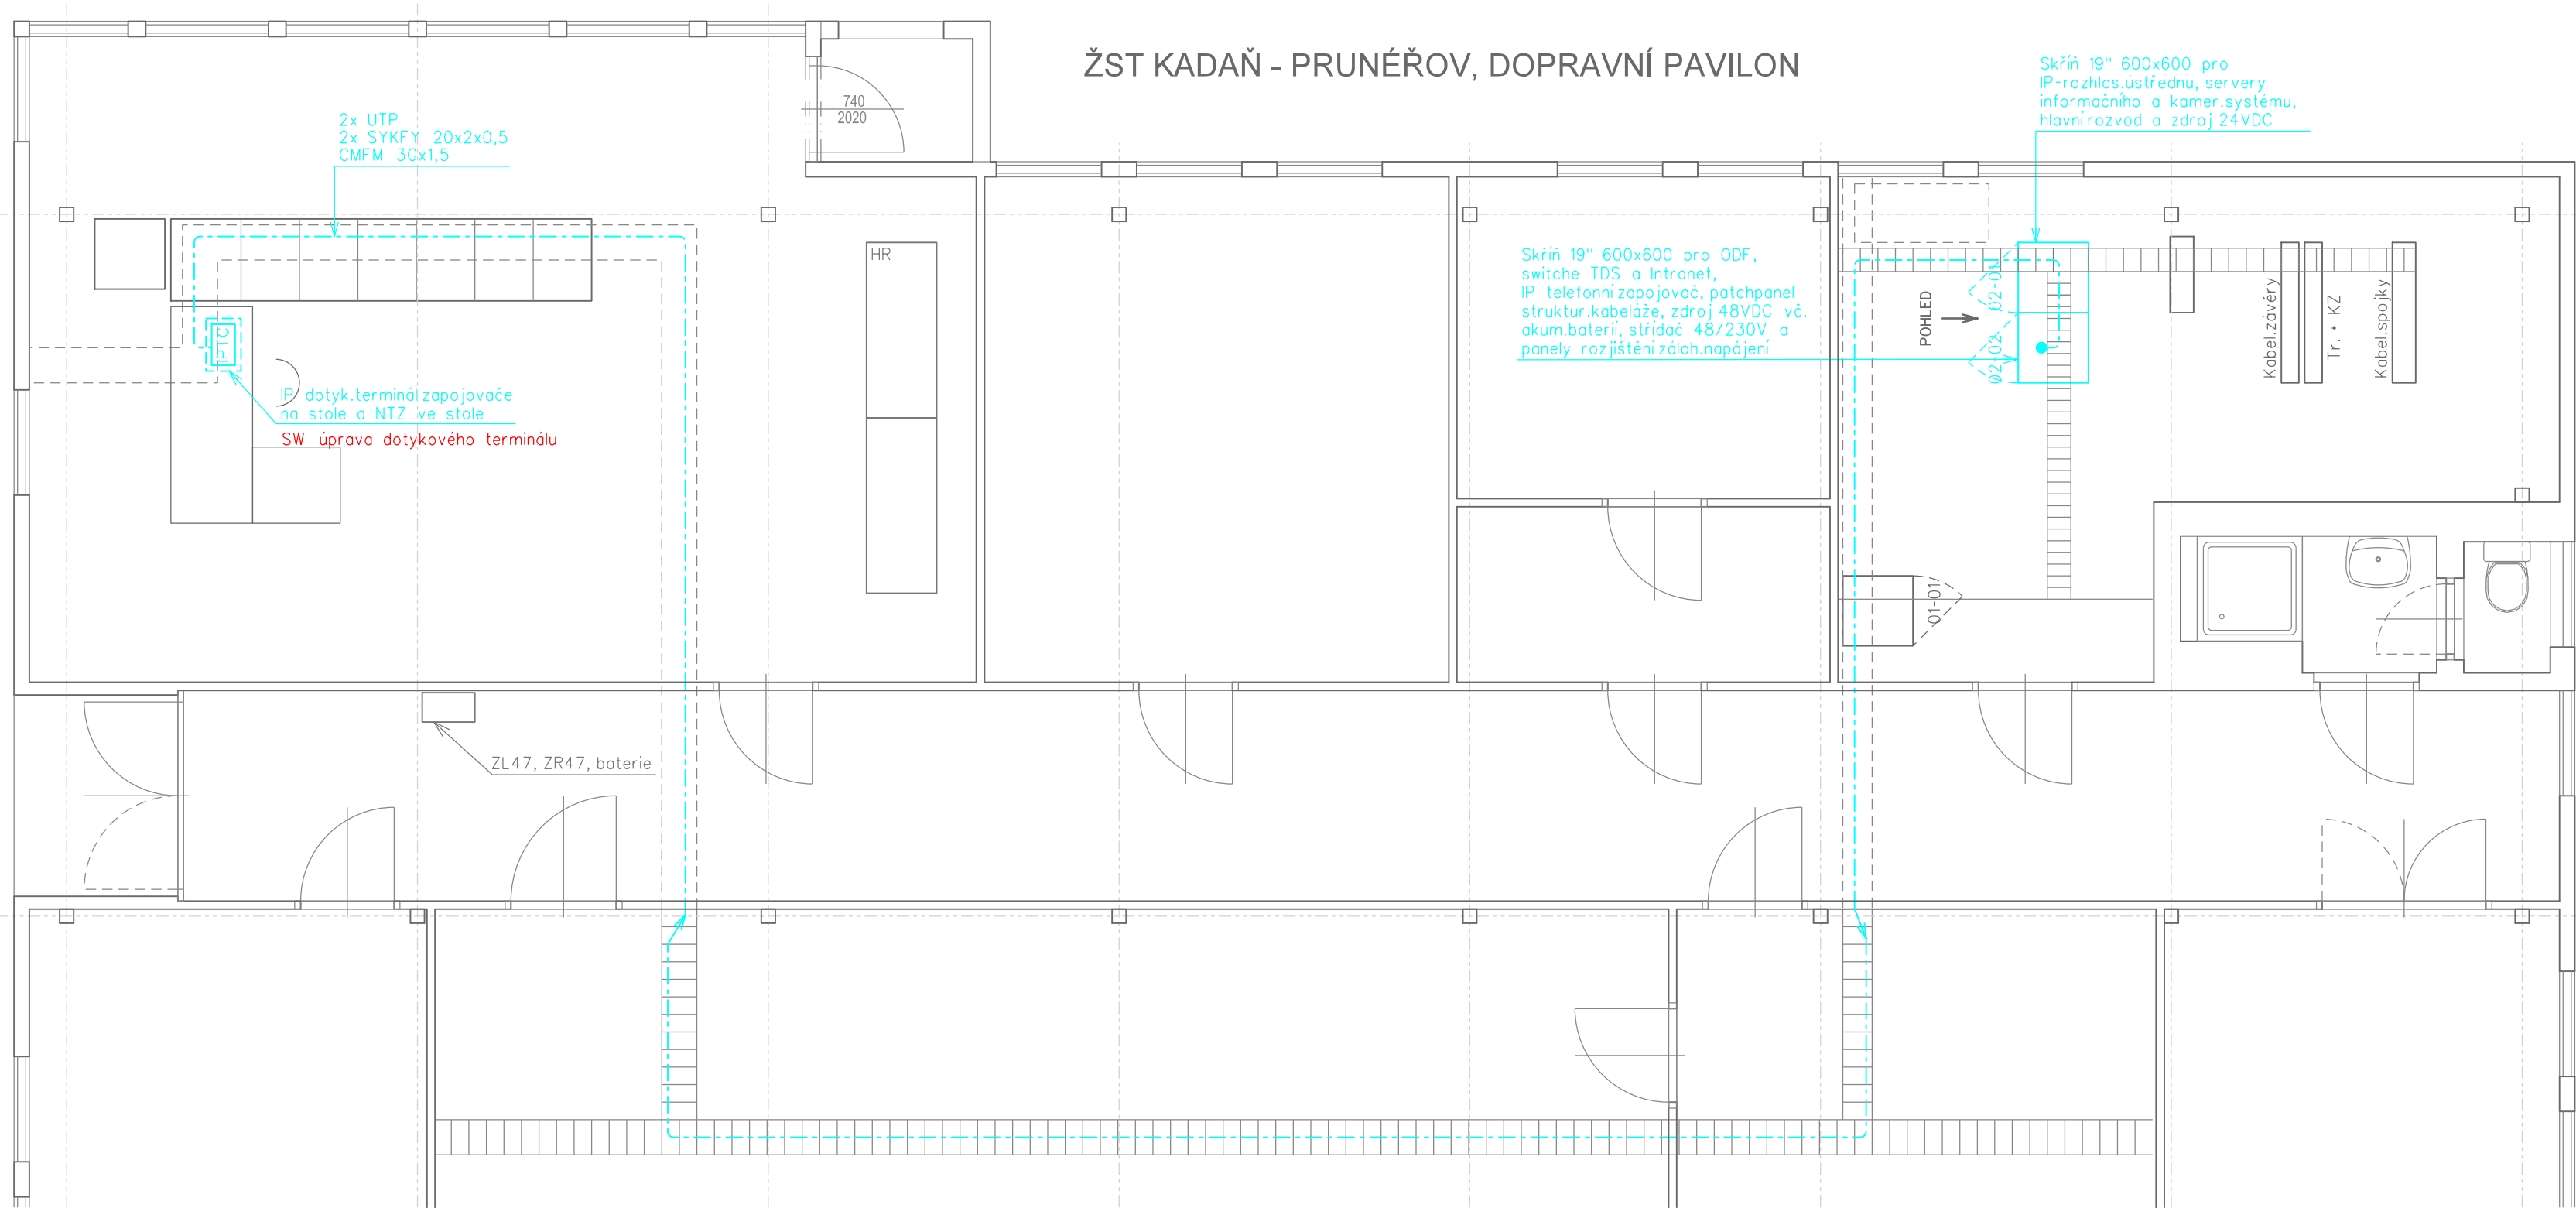 ŽST KADAŇ - PRUNÉŘOV, DOPRAVNÍ PAVILON
Skříň 19" 600x600 pro
IP-rozhlas.ústřednu, servery
informačního a kamer.systému,
hlavní rozvod a zdroj 24VDC
740
2020
2x UTP
2x SYKFY 20x2x0,5
CMFM 3Gx1,5
HR
Skříň 19" 600x600 pro ODF,
switche TDS a Intranet,
IP telefonní zapojovač, patchpanel
struktur.kabeláže, zdroj 48VDC vč.
akum.baterií, střídač 48/230V a
panely rozjištění záloh.napájení
POHLED
02-01
02-02
Kabel.závěry
Tr. + KZ
Kabel.spojky
IPTC
IP dotyk.terminál zapojovače
na stole a NTZ ve stole
SW úprava dotykového terminálu
01-01
ZL47, ZR47, baterie